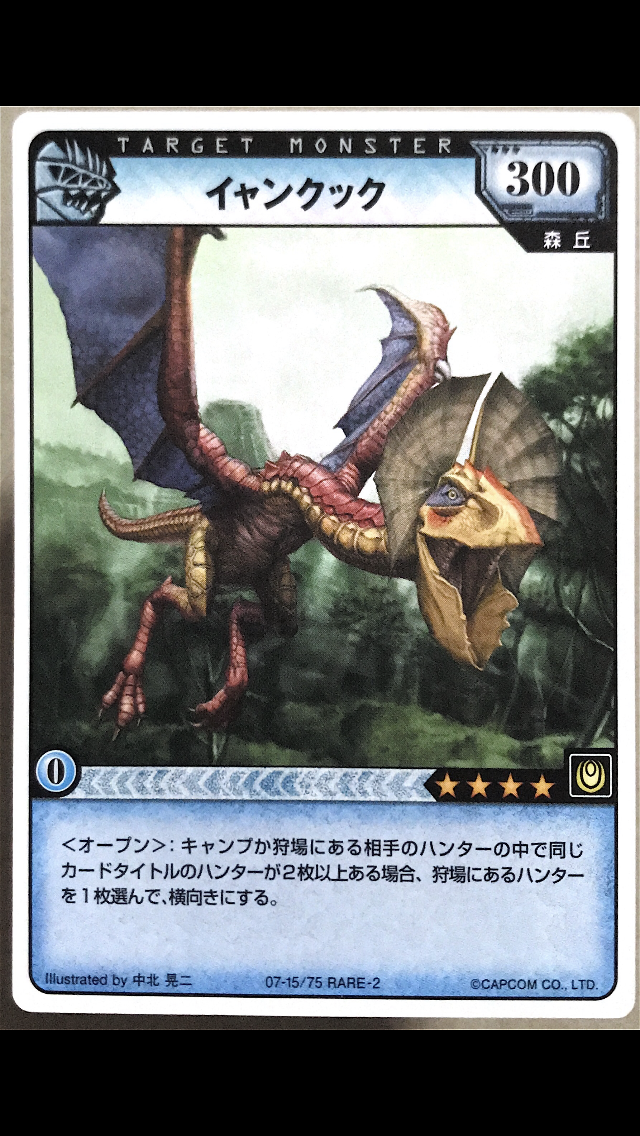 TARGET MONSTER
イャンクック
300
森丘
0
<オープン>：キャンプか狩場にある相手のハンターの中で同じ
カードタイトルのハンターが2枚以上ある場合、狩場にあるハンター
を1枚選んで、横向きにする。
Illustrated by 中北 晃二
07-15/75 RARE-2
©CAPCOM CO., LTD.